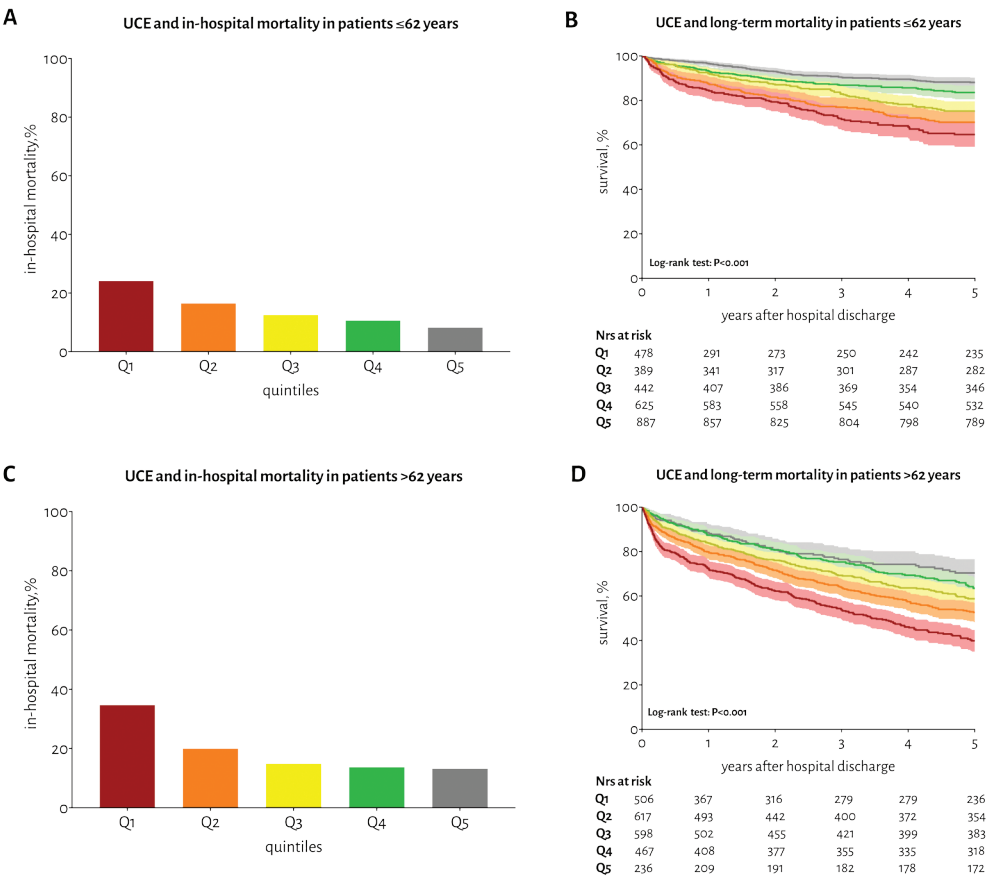 A
UCE and in-hospital mortality in patients ≤62 years
in-hospital mortality,%
100
80
60
40
20
0
Q1 Q2 Q3 Q4 Q5
quintiles
B
UCE and long-term mortality in patients ≤62 years
survival, %
100
80
60
40
20
0
Log-rank test: P<0.001
0 1 2 3 4 5
years after hospital discharge
Nrs at risk
Q1 478 291 273 250 242 235
Q2 389 341 317 301 287 282
Q3 442 407 386 369 354 346
Q4 625 583 558 545 540 532
Q5 887 857 825 804 798 789
C
UCE and in-hospital mortality in patients >62 years
in-hospital mortality,%
100
80
60
40
20
0
Q1 Q2 Q3 Q4 Q5
quintiles
D
UCE and long-term mortality in patients >62 years
survival, %
100
80
60
40
20
0
Log-rank test: P<0.001
0 1 2 3 4 5
years after hospital discharge
Nrs at risk
Q1 506 367 316 279 279 236
Q2 617 493 442 400 372 354
Q3 598 502 455 421 399 383
Q4 467 408 377 355 335 318
Q5 236 209 191 182 178 172